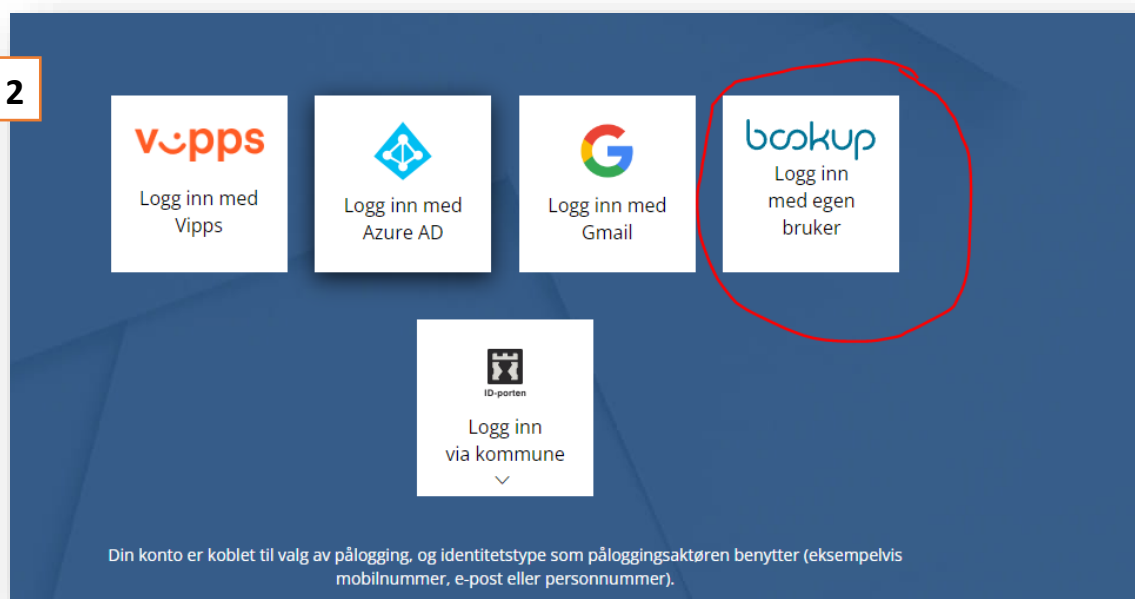 2
vipps
Logg inn med
Vipps
Logg inn med
Azure AD
Logg inn med
Gmail
bookup
Logg inn
med egen
bruker
ID-porten
Logg inn
via kommune
Din konto er koblet til valg av pålogging, og identitetstype som påloggingsaktøren benytter (eksempelvis
mobilnummer, e-post eller personnummer).